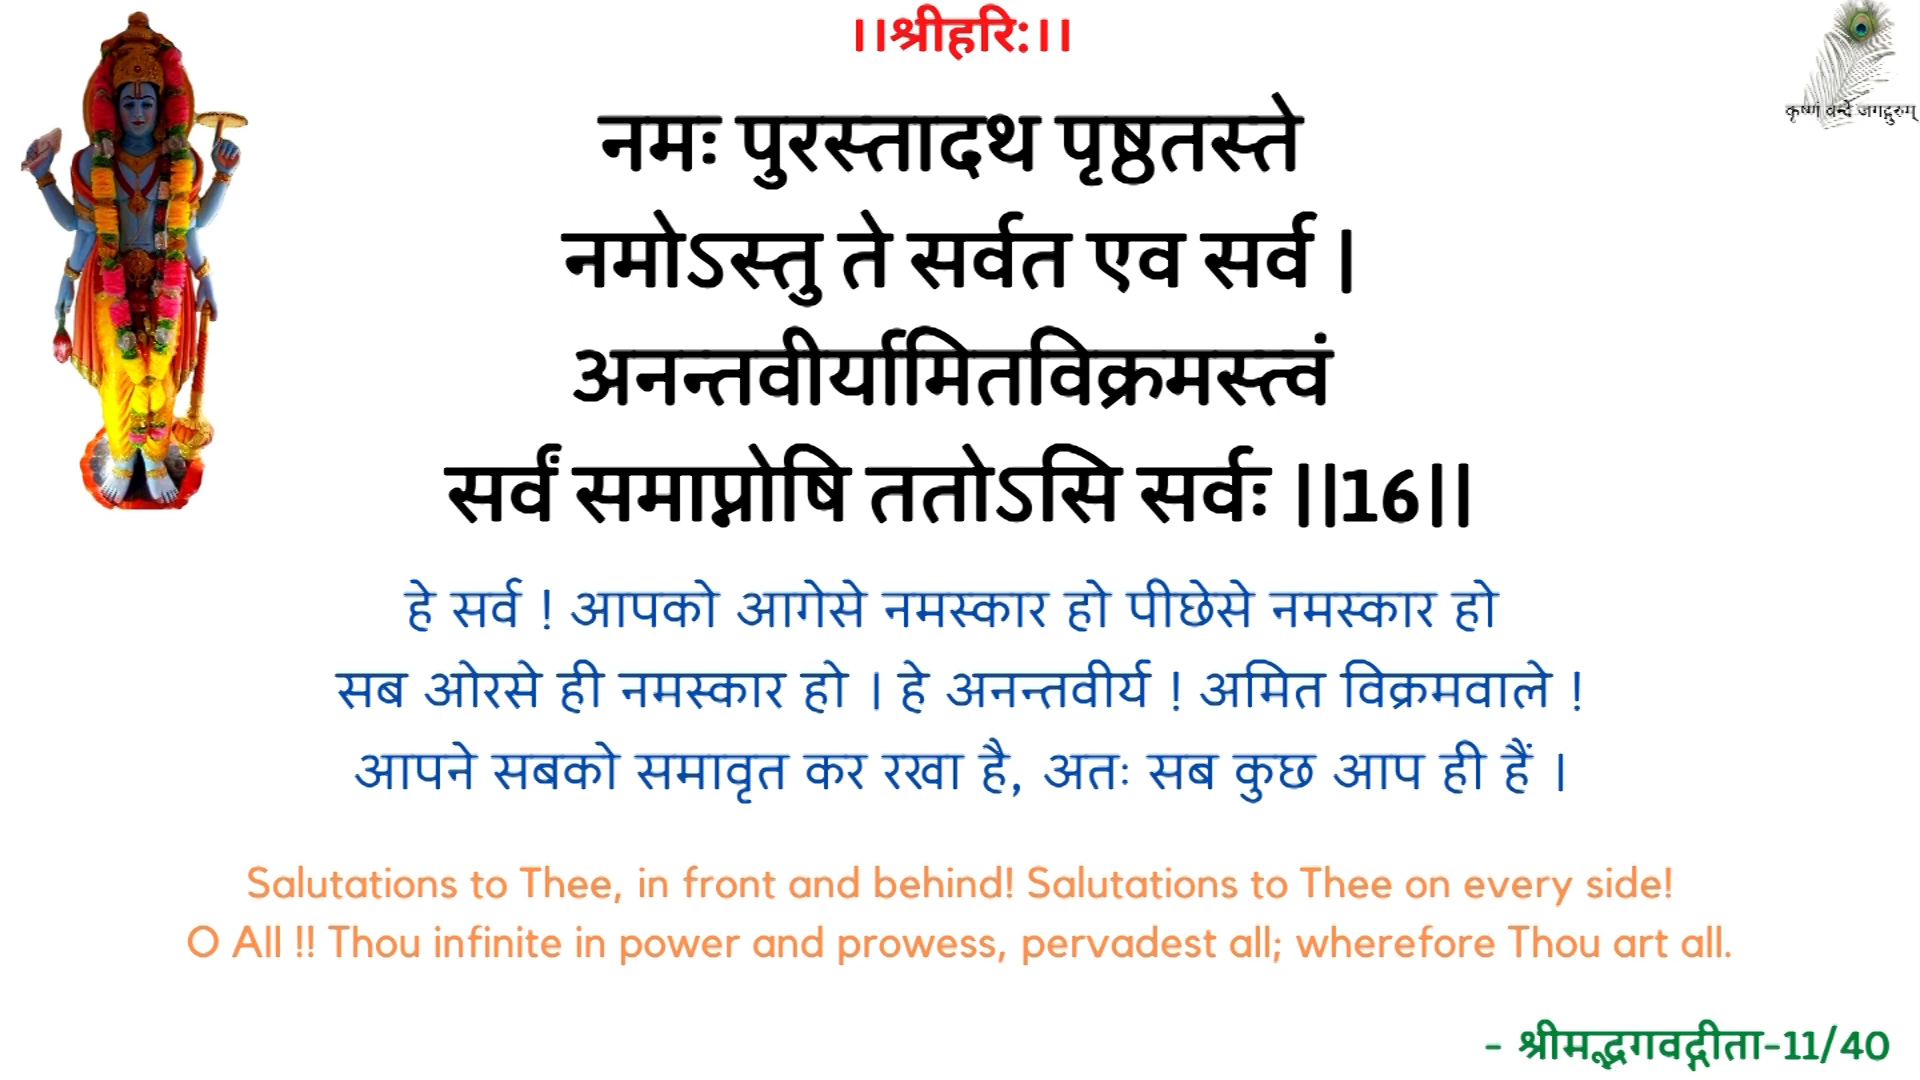 ।।श्रीहरि:।।
कृष्णं वन्दे जगद्गुरुम्
नमः पुरस्तादथ पृष्ठतस्ते
नमोऽस्तु ते सर्वत एव सर्व |
अनन्तवीर्यामितविक्रमस्त्वं
सर्वं समाप्नोषि ततोऽसि सर्वः ||16||
हे सर्व ! आपको आगेसे नमस्कार हो पीछेसे नमस्कार हो
सब ओरसे ही नमस्कार हो । हे अनन्तवीर्य ! अमित विक्रमवाले !
आपने सबको समावृत कर रखा है, अतः सब कुछ आप ही हैं ।
Salutations to Thee, in front and behind! Salutations to Thee on every side!
O All !! Thou infinite in power and prowess, pervadest all; wherefore Thou art all.
- श्रीमद्भगवद्गीता-11/40